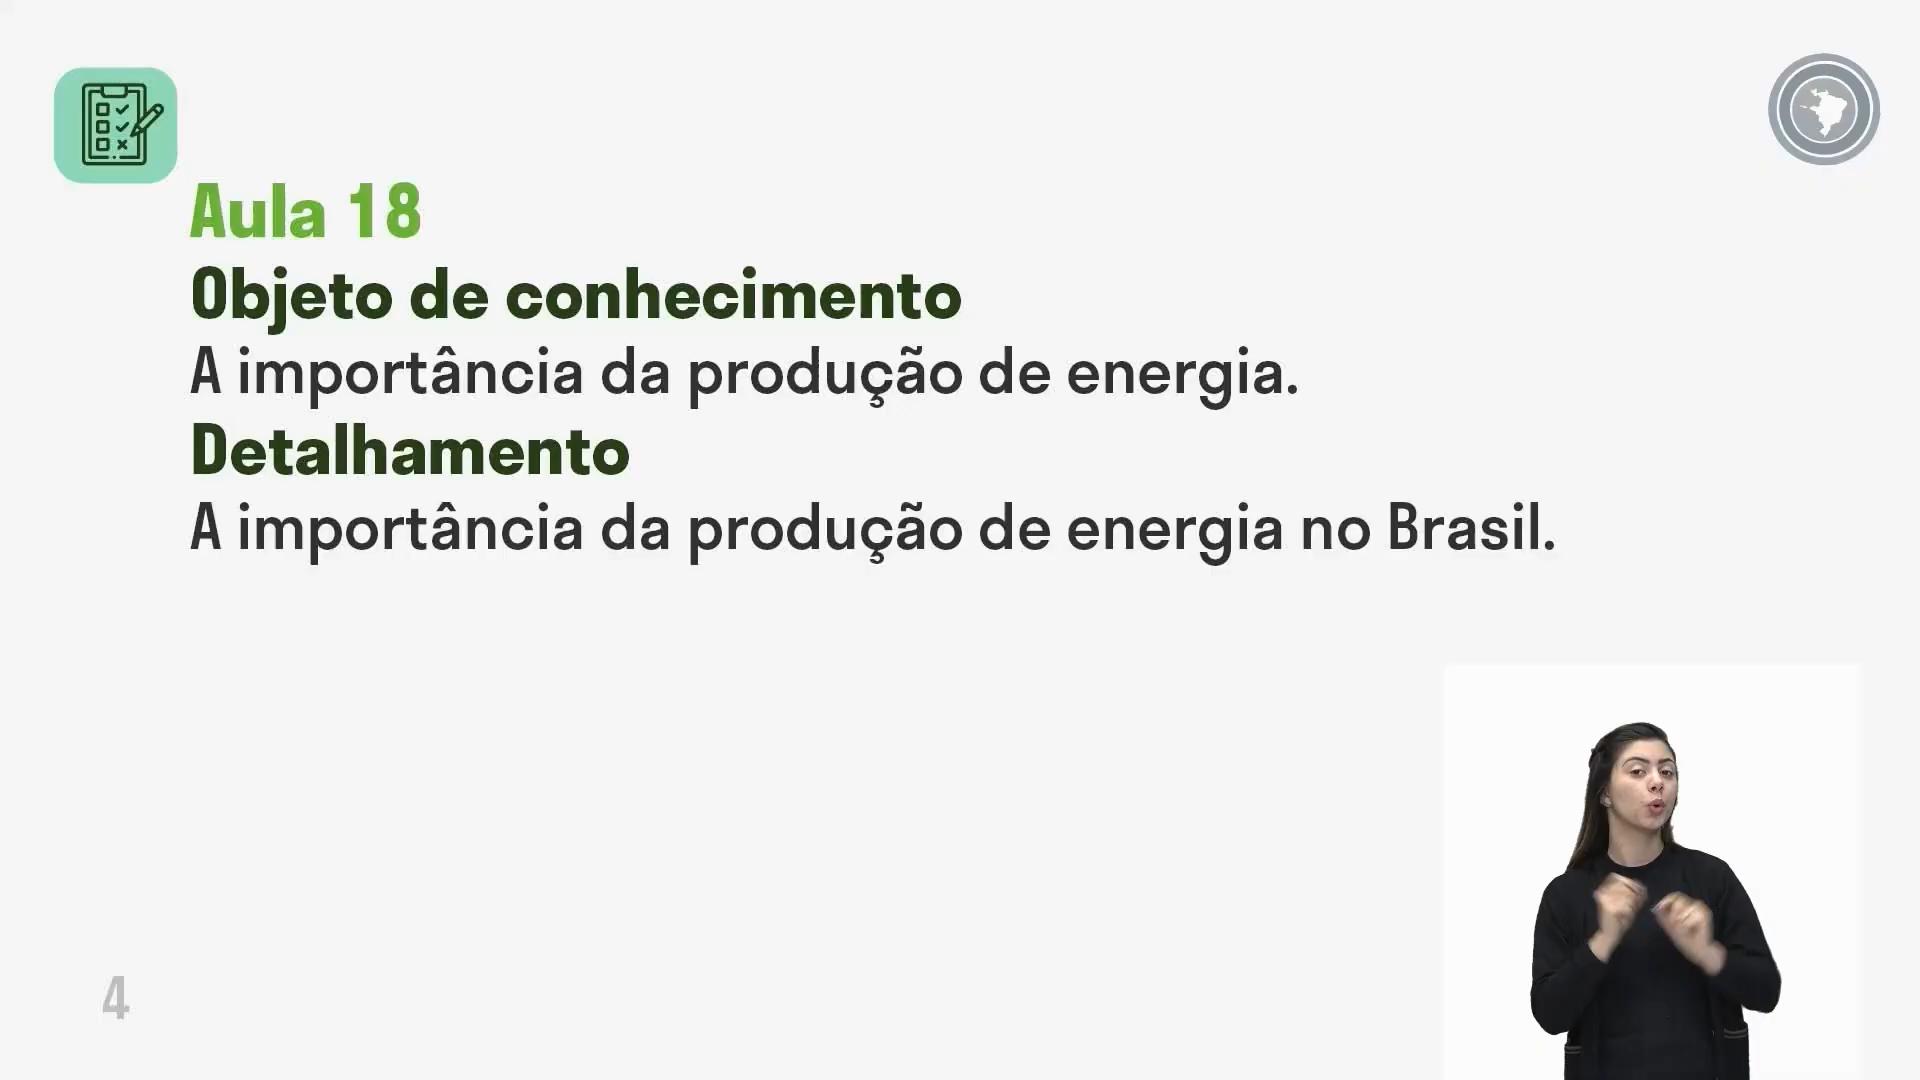 Aula 18
Objeto de conhecimento
A importância da produção de energia.
Detalhamento
A importância da produção de energia no Brasil.
4